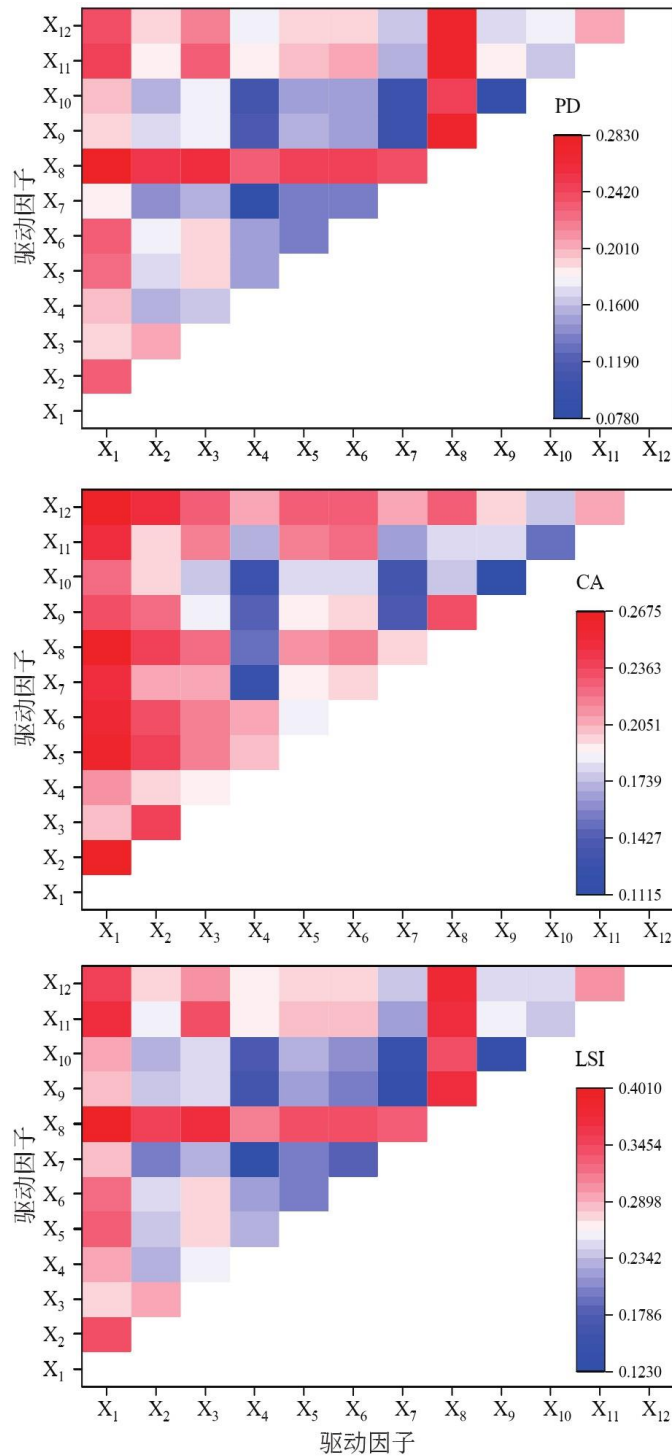 PD
驱动因子
X₁₂
X₁₁
X₁₀
X₉
X₈
X₇
X₆
X₅
X₄
X₃
X₂
X₁
0.2830
0.2420
0.2010
0.1600
0.1190
0.0780
X₁ X₂ X₃ X₄ X₅ X₆ X₇ X₈ X₉ X₁₀ X₁₁ X₁₂
CA
驱动因子
X₁₂
X₁₁
X₁₀
X₉
X₈
X₇
X₆
X₅
X₄
X₃
X₂
X₁
0.2675
0.2363
0.2051
0.1739
0.1427
0.1115
X₁ X₂ X₃ X₄ X₅ X₆ X₇ X₈ X₉ X₁₀ X₁₁ X₁₂
LSI
驱动因子
X₁₂
X₁₁
X₁₀
X₉
X₈
X₇
X₆
X₅
X₄
X₃
X₂
X₁
0.4010
0.3454
0.2898
0.2342
0.1786
0.1230
X₁ X₂ X₃ X₄ X₅ X₆ X₇ X₈ X₉ X₁₀ X₁₁ X₁₂
驱动因子